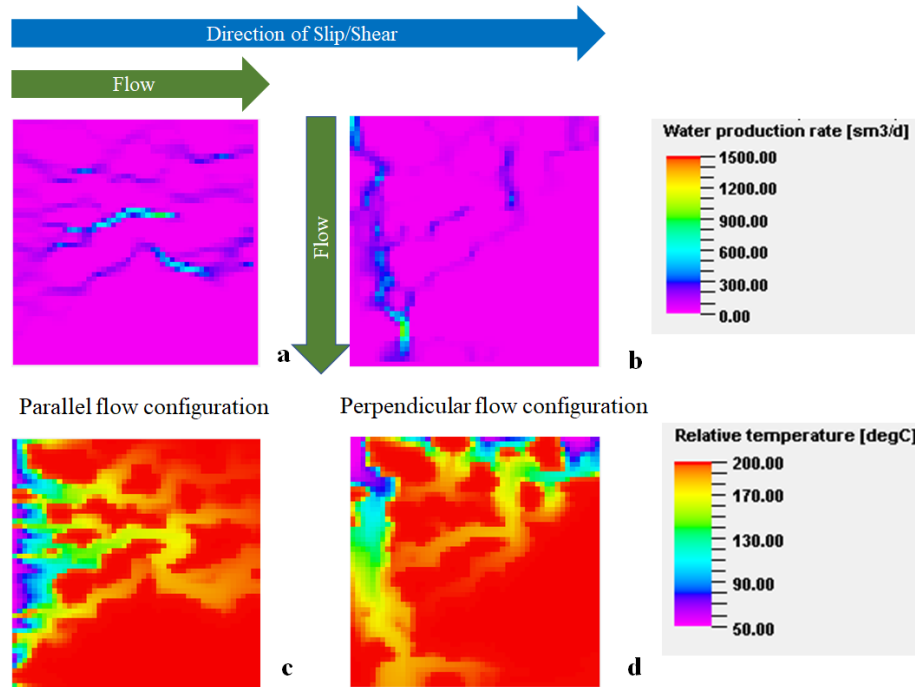 Direction of Slip/Shear
Flow
Flow
a
b
Water production rate [sm3/d]
1500.00
1200.00
900.00
600.00
300.00
0.00
Parallel flow configuration
Perpendicular flow configuration
c
d
Relative temperature [degC]
200.00
170.00
130.00
90.00
50.00